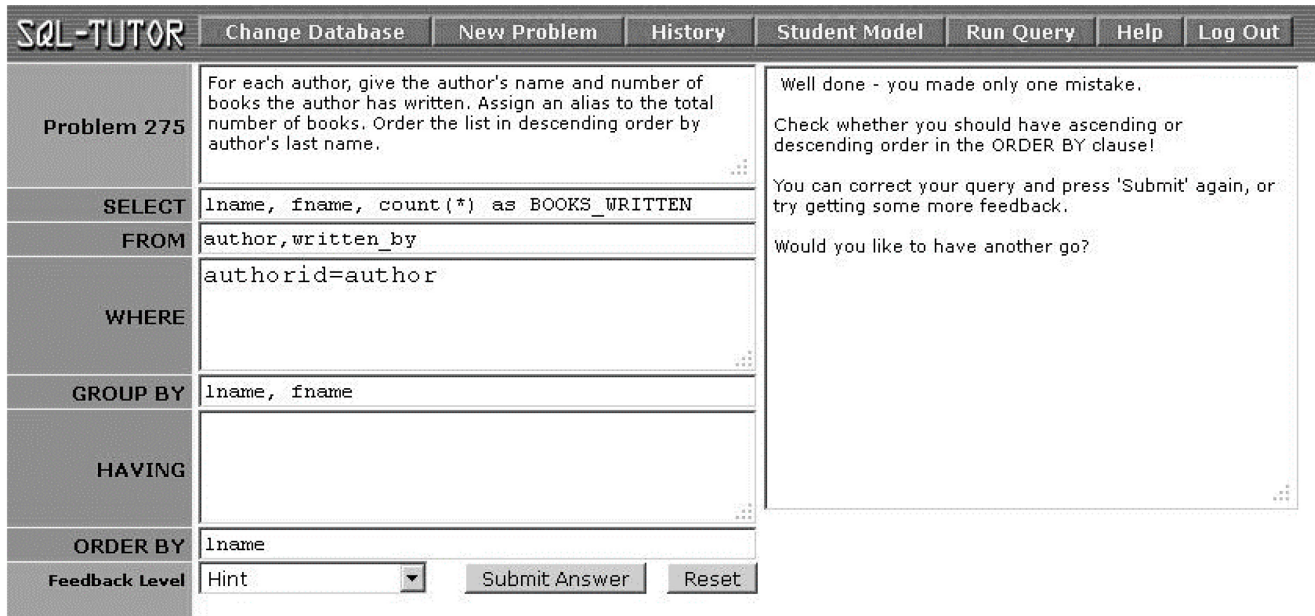 SQL-TUTOR
Change Database New Problem History Student Model Run Query Help Log Out
Problem 275
For each author, give the author's name and number of
books the author has written. Assign an alias to the total
number of books. Order the list in descending order by
author's last name.
SELECT
lname, fname, count(*) as BOOKS_WRITTEN
FROM
author,written_by
WHERE
authorid=author
GROUP BY
lname, fname
HAVING
ORDER BY
lname
Feedback Level
Hint
Submit Answer
Reset
Well done - you made only one mistake.
Check whether you should have ascending or
descending order in the ORDER BY clause!
You can correct your query and press 'Submit' again, or
try getting some more feedback.
Would you like to have another go?